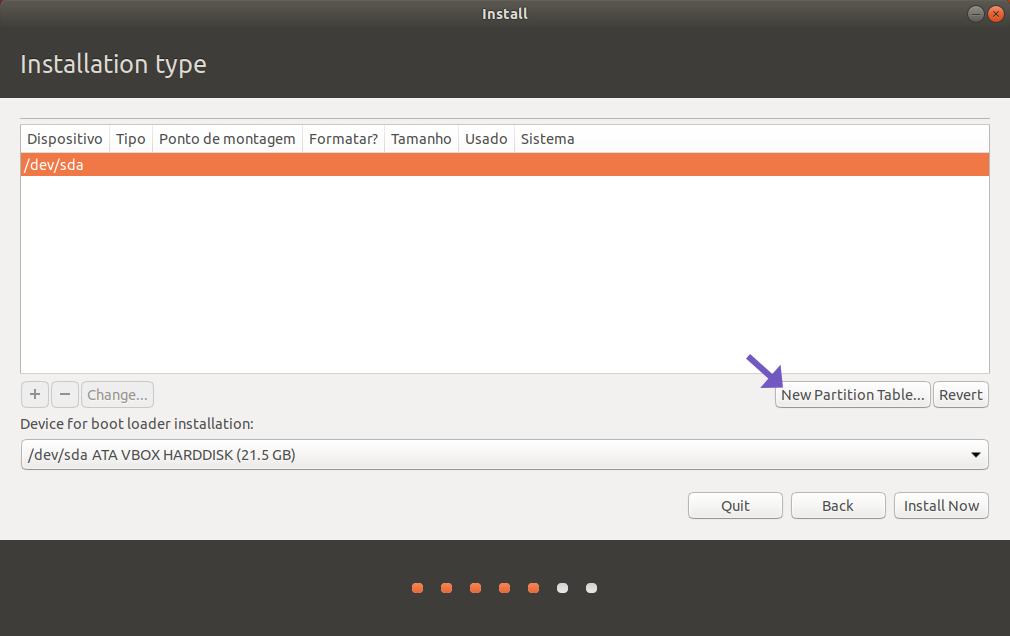 Install
Installation type
Dispositivo Tipo Ponto de montagem Formatar? Tamanho Usado Sistema
/dev/sda
+ − Change... New Partition Table... Revert
Device for boot loader installation:
/dev/sda ATA VBOX HARDDISK (21.5 GB)
Quit Back Install Now